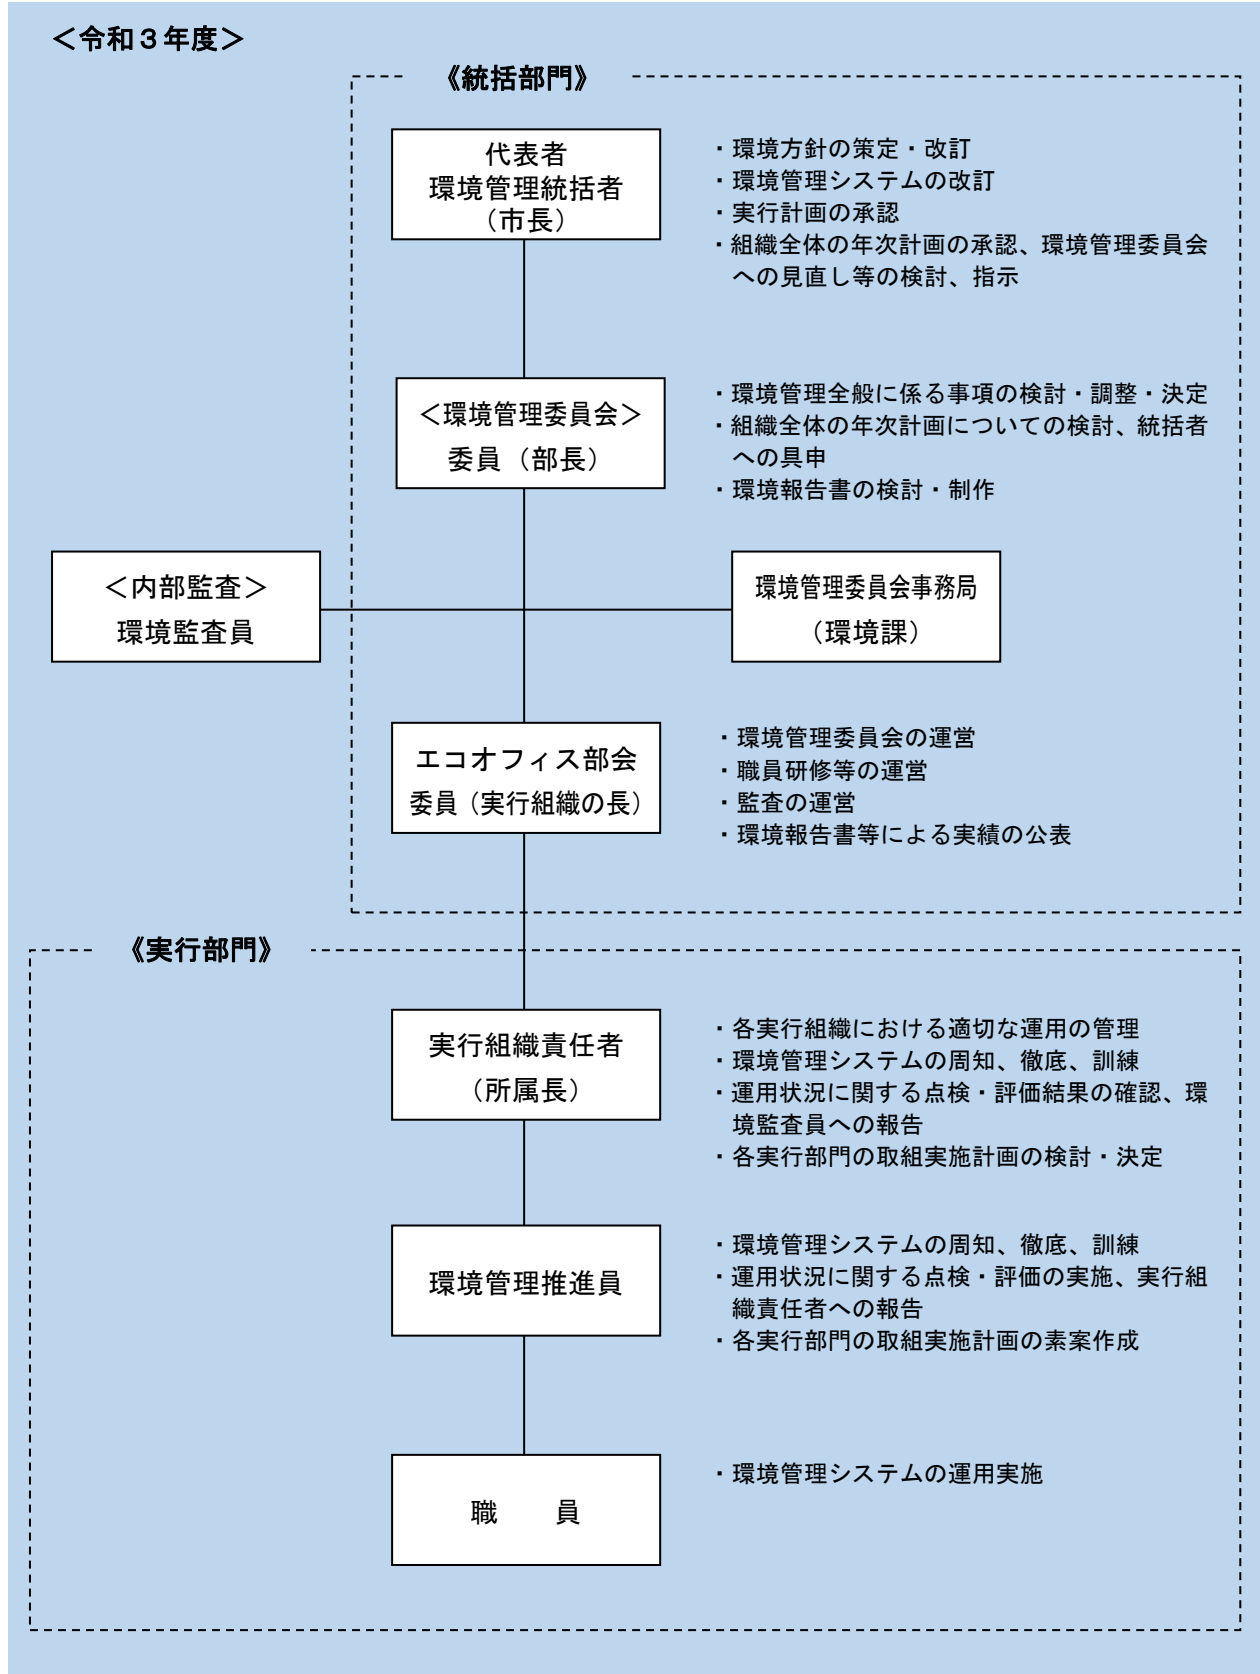 ＜令和３年度＞
《統括部門》
代表者
環境管理統括者
（市長）
・環境方針の策定・改訂
・環境管理システムの改訂
・実行計画の承認
・組織全体の年次計画の承認、環境管理委員会
への見直し等の検討、指示
＜環境管理委員会＞
委員（部長）
・環境管理全般に係る事項の検討・調整・決定
・組織全体の年次計画についての検討、統括者
への具申
・環境報告書の検討・制作
＜内部監査＞
環境監査員
環境管理委員会事務局
（環境課）
エコオフィス部会
委員（実行組織の長）
・環境管理委員会の運営
・職員研修等の運営
・監査の運営
・環境報告書等による実績の公表
《実行部門》
実行組織責任者
（所属長）
・各実行組織における適切な運用の管理
・環境管理システムの周知、徹底、訓練
・運用状況に関する点検・評価結果の確認、環
境監査員への報告
・各実行部門の取組実施計画の検討・決定
環境管理推進員
・環境管理システムの周知、徹底、訓練
・運用状況に関する点検・評価の実施、実行組
織責任者への報告
・各実行部門の取組実施計画の素案作成
職　　員
・環境管理システムの運用実施